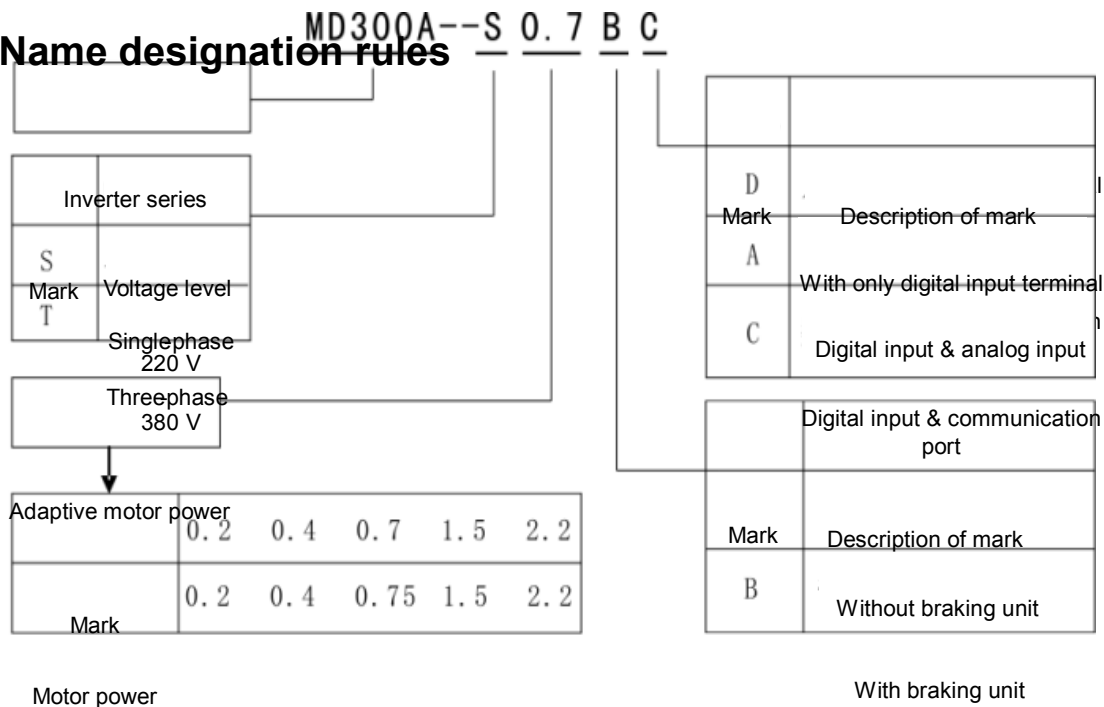 MD300A--S 0.7 B C
Name designation rules
Inverter series
Mark Voltage level
S Singlephase
220 V
T Threephase
380 V
Adaptive motor power
Mark 0.2 0.4 0.7 1.5 2.2
Motor power 0.2 0.4 0.75 1.5 2.2
Mark Description of mark
D With only digital input terminal
A Digital input & analog input
C Digital input & communication
port
Mark Description of mark
Without braking unit
B With braking unit